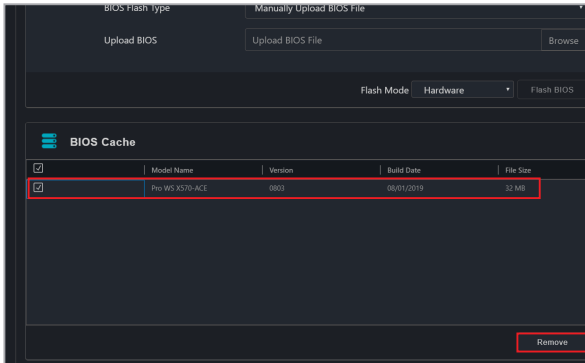 BIOS Flash Type Manually Upload BIOS File
Upload BIOS Upload BIOS File Browse
Flash Mode Hardware Flash BIOS
BIOS Cache
Model Name Version Build Date File Size
Pro WS X570-ACE 0803 08/01/2019 32 MB
Remove